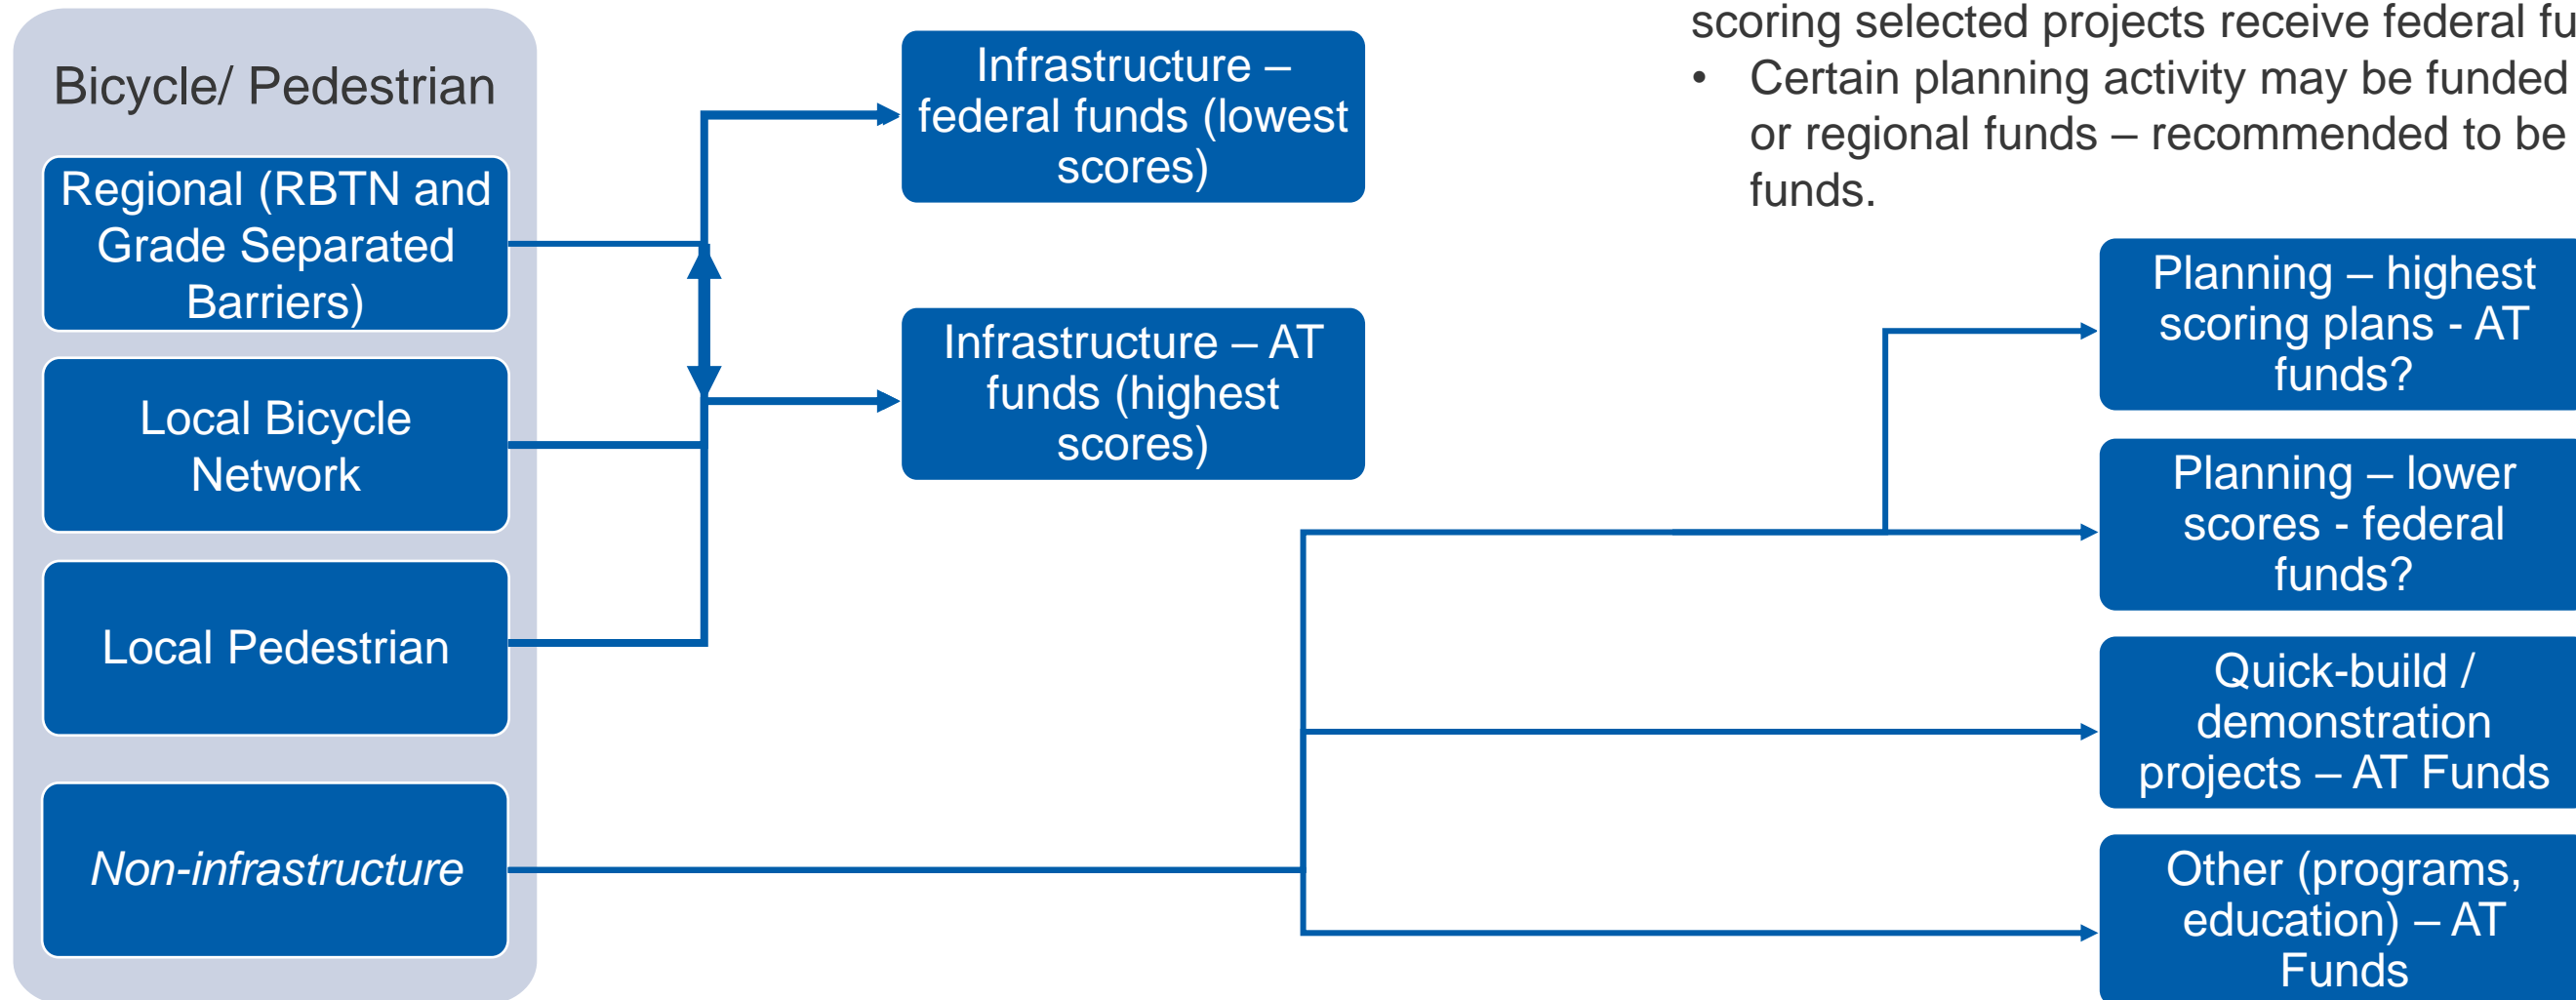 Bicycle/ Pedestrian
Regional (RBTN and
Grade Separated
Barriers)
Local Bicycle
Network
Local Pedestrian
Non-infrastructure
Infrastructure –
federal funds (lowest
scores)
Infrastructure – AT
funds (highest
scores)
scoring selected projects receive federal
• Certain planning activity may be funded
or regional funds – recommended to be
funds.
Planning – highest
scoring plans - AT
funds?
Planning – lower
scores - federal
funds?
Quick-build /
demonstration
projects – AT Funds
Other (programs,
education) – AT
Funds